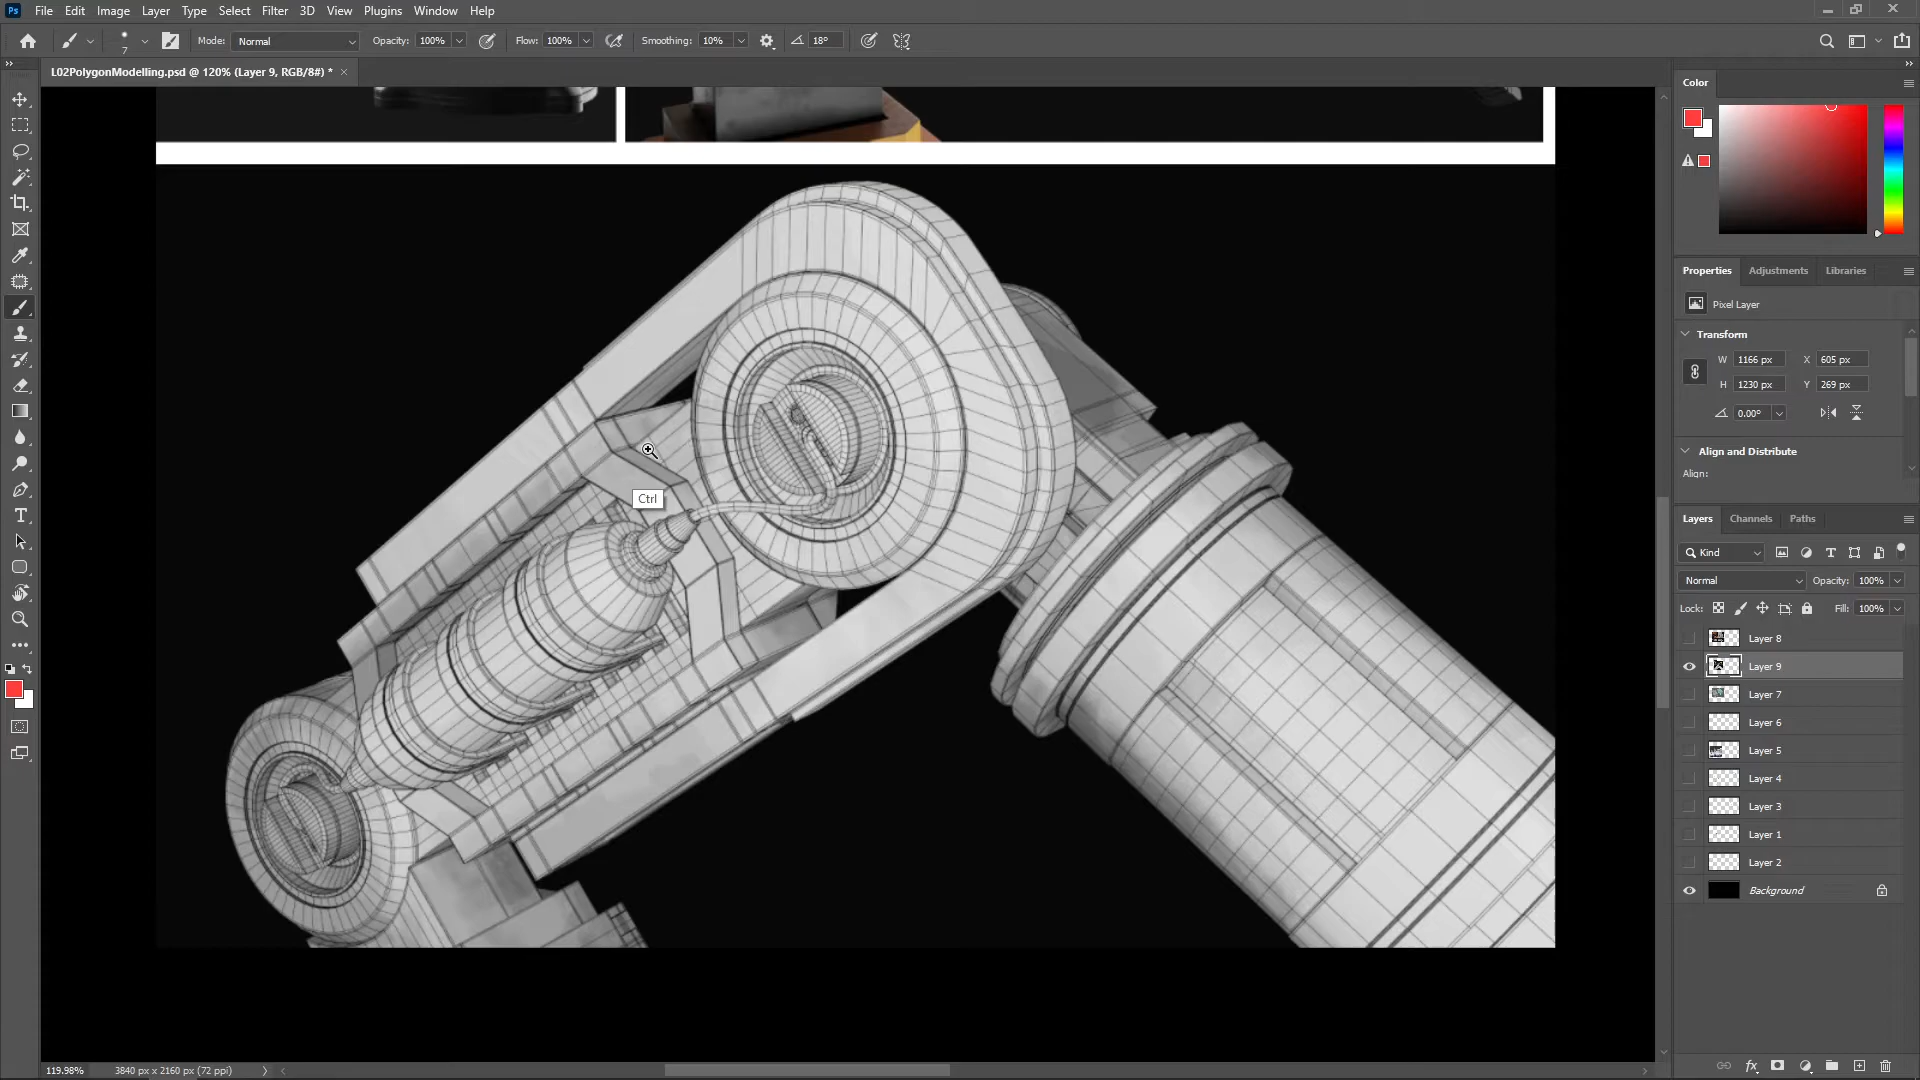 Ps File Edit Image Layer Type Select Filter 3D View Plugins Window Help
7 Mode: Normal Opacity: 100% Flow: 100% Smoothing: 10% 18°
L02PolygonModelling.psd @ 120% (Layer 9, RGB/8#) * ×
Color
Properties Adjustments Libraries
Pixel Layer
Transform
W 1166 px X 605 px
H 1230 px Y 269 px
0.00°
Align and Distribute
Align:
Ctrl
Layers Channels Paths
Kind
Normal Opacity: 100%
Lock: Fill: 100%
Layer 8
Layer 9
Layer 7
Layer 6
Layer 5
Layer 4
Layer 3
Layer 1
Layer 2
Background
119.98% 3840 px x 2160 px (72 ppi)